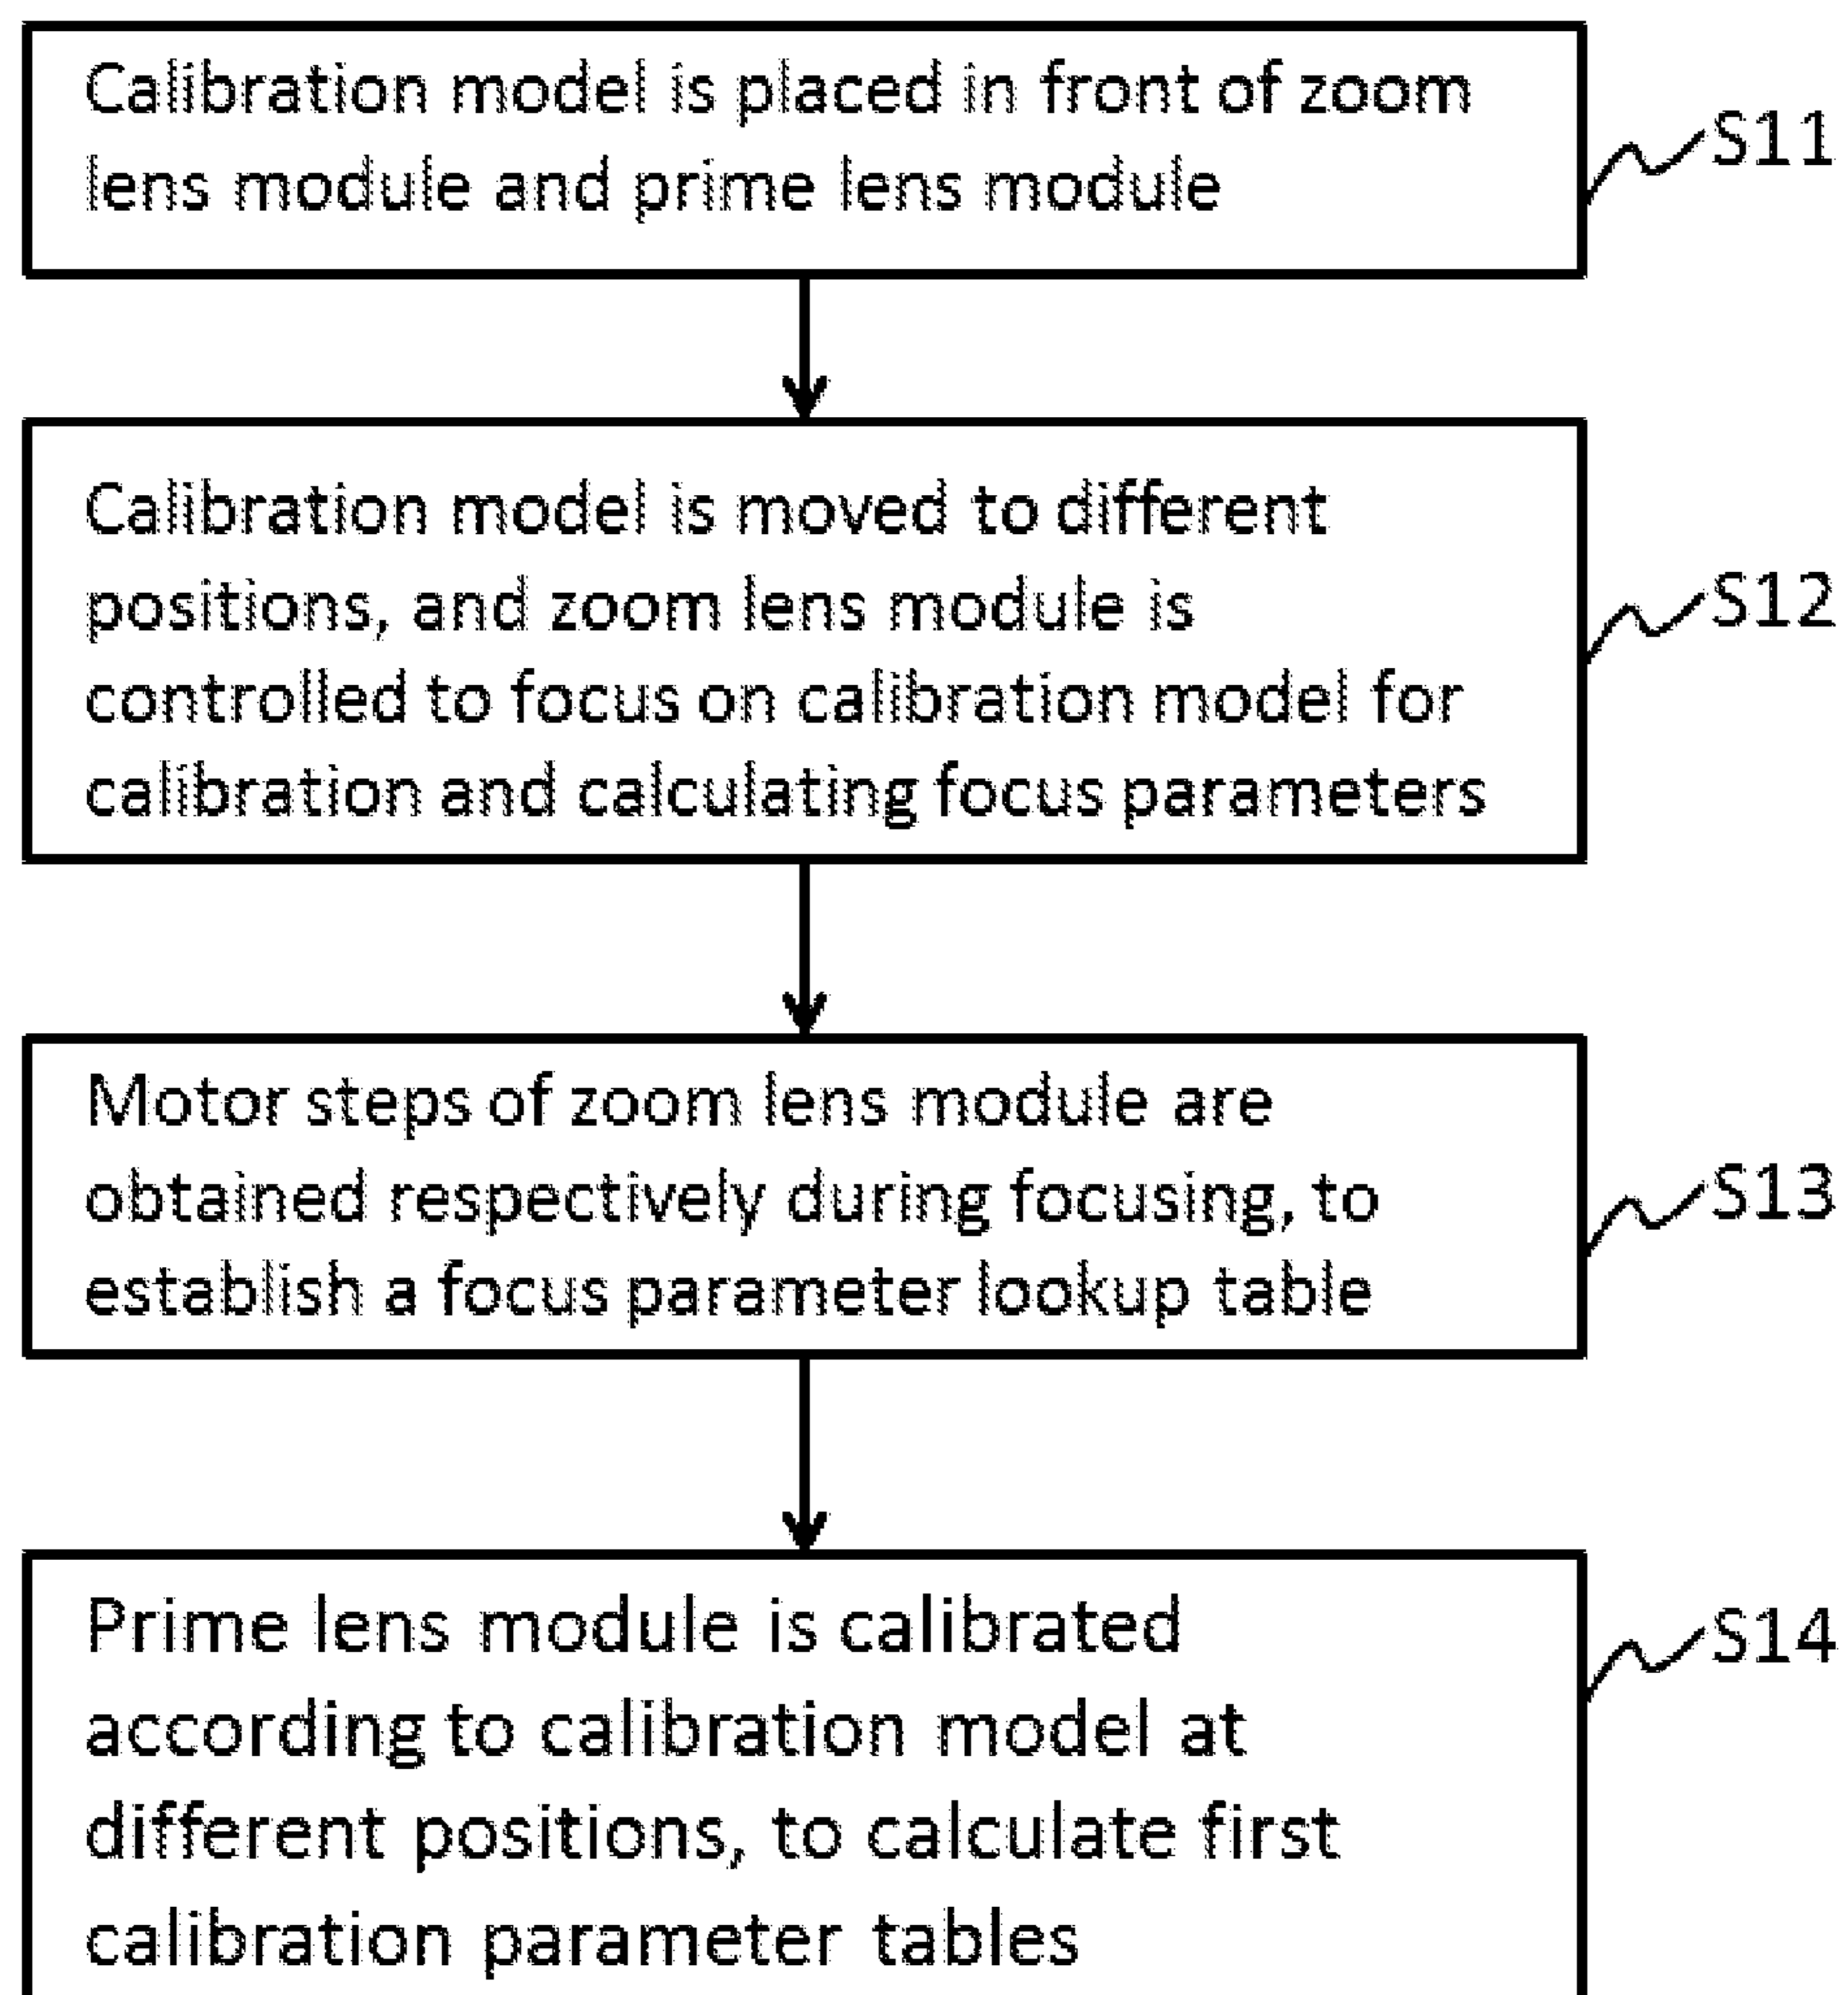 Calibration model is placed in front of zoom
lens module and prime lens module
S11
Calibration model is moved to different
positions, and zoom lens module is
controlled to focus on calibration model for
calibration and calculating focus parameters
S12
Motor steps of zoom lens module are
obtained respectively during focusing, to
establish a focus parameter lookup table
S13
Prime lens module is calibrated
according to calibration model at
different positions, to calculate first
calibration parameter tables
S14